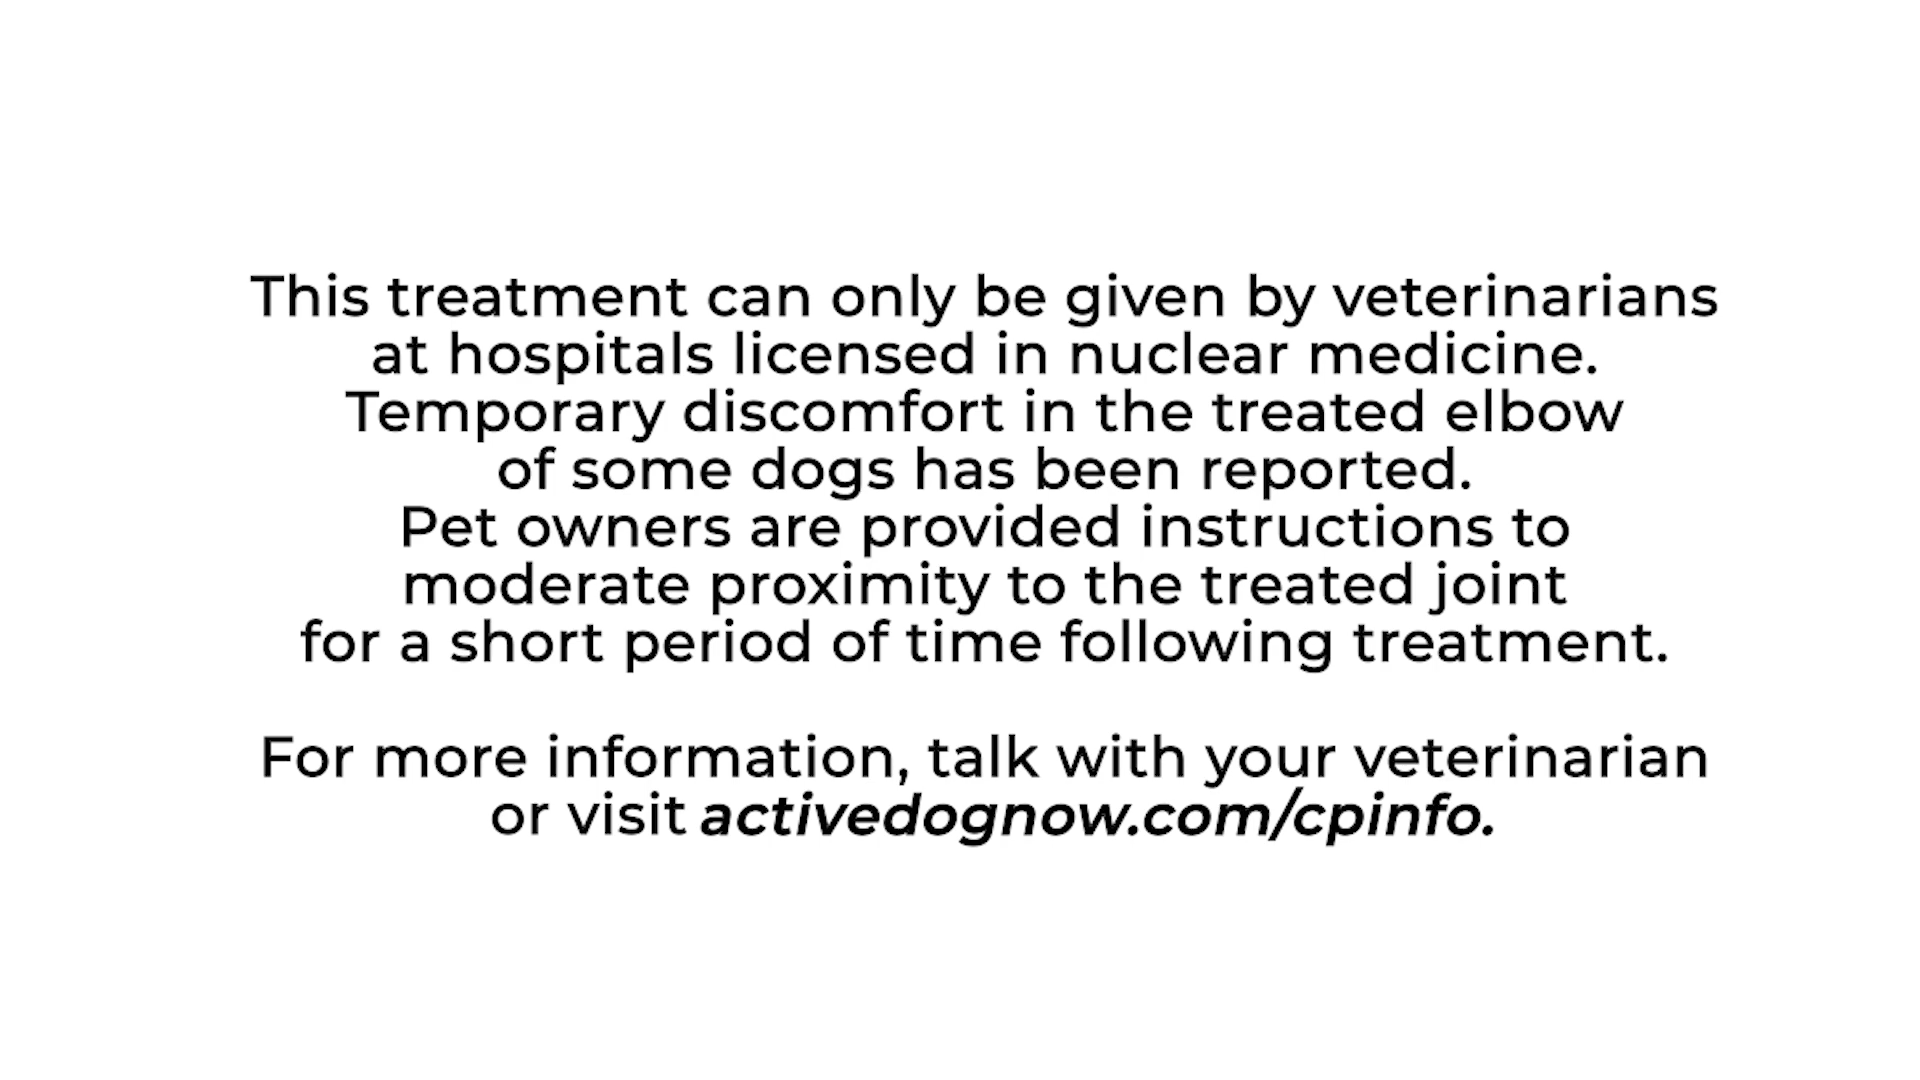 This treatment can only be given by veterinarians
at hospitals licensed in nuclear medicine.
Temporary discomfort in the treated elbow
of some dogs has been reported.
Pet owners are provided instructions to
moderate proximity to the treated joint
for a short period of time following treatment.
For more information, talk with your veterinarian
or visit activedognow.com/cpinfo.